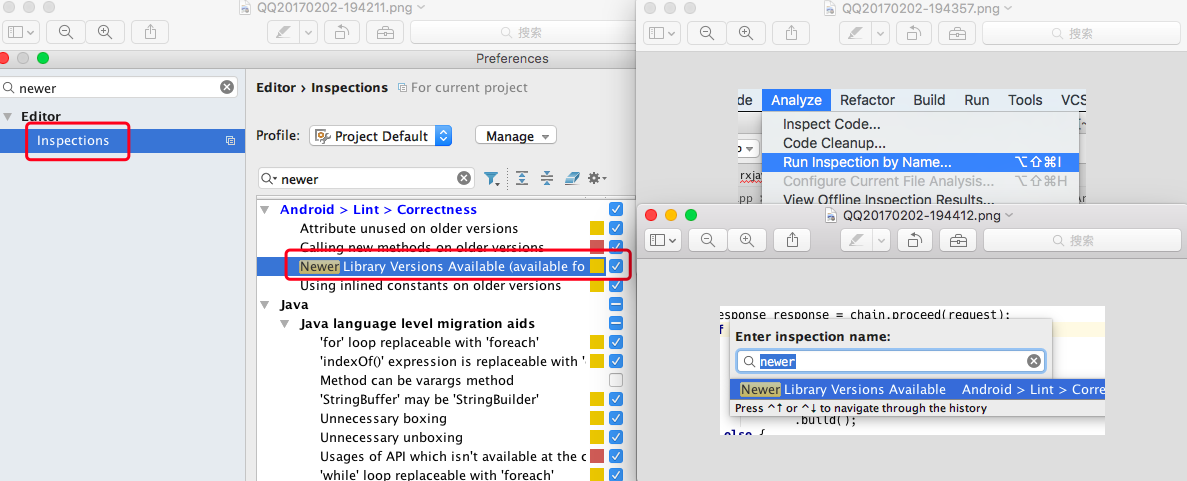 QQ20170202-194211.png
搜索
Preferences
newer
Editor
Inspections
Editor › Inspections For current project
Profile: Project Default Manage
newer
Android > Lint > Correctness
Attribute unused on older versions
Calling new methods on older versions
Newer Library Versions Available (available fo
Using inlined constants on older versions
Java
Java language level migration aids
'for' loop replaceable with 'foreach'
'indexOf()' expression is replaceable with '
Method can be varargs method
'StringBuffer' may be 'StringBuilder'
Unnecessary boxing
Unnecessary unboxing
Usages of API which isn't available at the c
'while' loop replaceable with 'foreach'
QQ20170202-194357.png
搜索
de Analyze Refactor Build Run Tools VCS
Inspect Code...
Code Cleanup...
Run Inspection by Name... ⌥⇧⌘I
Configure Current File Analysis... ⌥⇧⌘H
View Offline Inspection Results...
rxjav
QQ20170202-194412.png
搜索
esponse response = chain.proceed(request);
f
Enter inspection name:
newer
Newer Library Versions Available Android > Lint > Corre
Press ⌃↑ or ⌃↓ to navigate through the history
.build();
else {